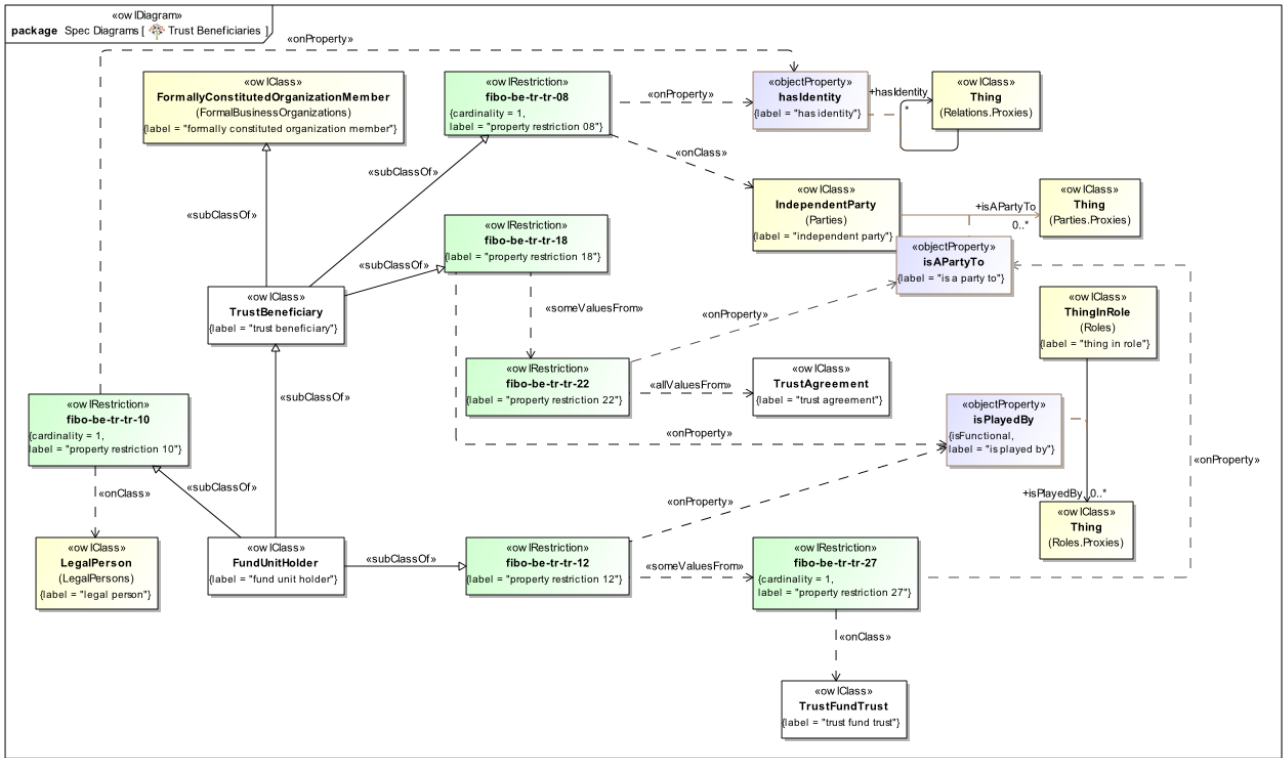 «owlDiagram»
package Spec Diagrams [ Trust Beneficiaries ]
«onProperty»
«owlClass»
FormallyConstitutedOrganizationMember
(FormalBusinessOrganizations)
{label = "formally constituted organization member"}
«owlRestriction»
fibo-be-tr-tr-08
{cardinality = 1,
label = "property restriction 08"}
«onProperty»
«objectProperty»
hasIdentity
{label = "has identity"}
+hasIdentity
*
«owlClass»
Thing
(Relations.Proxies)
«onClass»
«subClassOf»
«owlClass»
IndependentParty
(Parties)
{label = "independent party"}
+isAPartyTo
0..*
«owlClass»
Thing
(Parties.Proxies)
«subClassOf»
«owlRestriction»
fibo-be-tr-tr-18
{label = "property restriction 18"}
«objectProperty»
isAPartyTo
{label = "is a party to"}
«subClassOf»
«owlClass»
TrustBeneficiary
{label = "trust beneficiary"}
«someValuesFrom»
«onProperty»
«owlClass»
ThingInRole
(Roles)
{label = "thing in role"}
«owlRestriction»
fibo-be-tr-tr-22
{label = "property restriction 22"}
«allValuesFrom»
«owlClass»
TrustAgreement
{label = "trust agreement"}
«subClassOf»
«owlRestriction»
fibo-be-tr-tr-10
{cardinality = 1,
label = "property restriction 10"}
«onProperty»
«objectProperty»
isPlayedBy
{isFunctional,
label = "is played by"}
«onProperty»
«subClassOf»
«onClass»
«onProperty»
+isPlayedBy
0..*
«owlClass»
Thing
(Roles.Proxies)
«owlClass»
LegalPerson
(LegalPersons)
{label = "legal person"}
«owlClass»
FundUnitHolder
{label = "fund unit holder"}
«subClassOf»
«owlRestriction»
fibo-be-tr-tr-12
{label = "property restriction 12"}
«someValuesFrom»
«owlRestriction»
fibo-be-tr-tr-27
{cardinality = 1,
label = "property restriction 27"}
«onClass»
«owlClass»
TrustFundTrust
{label = "trust fund trust"}